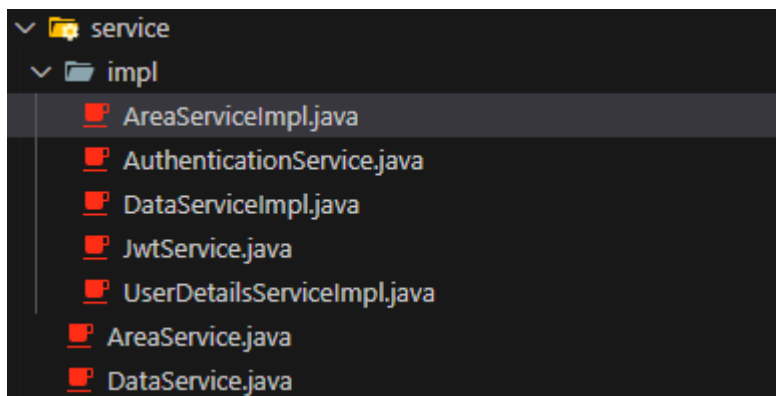 service
impl
AreaServiceImpl.java
AuthenticationService.java
DataServiceImpl.java
JwtService.java
UserDetailsServiceImpl.java
AreaService.java
DataService.java